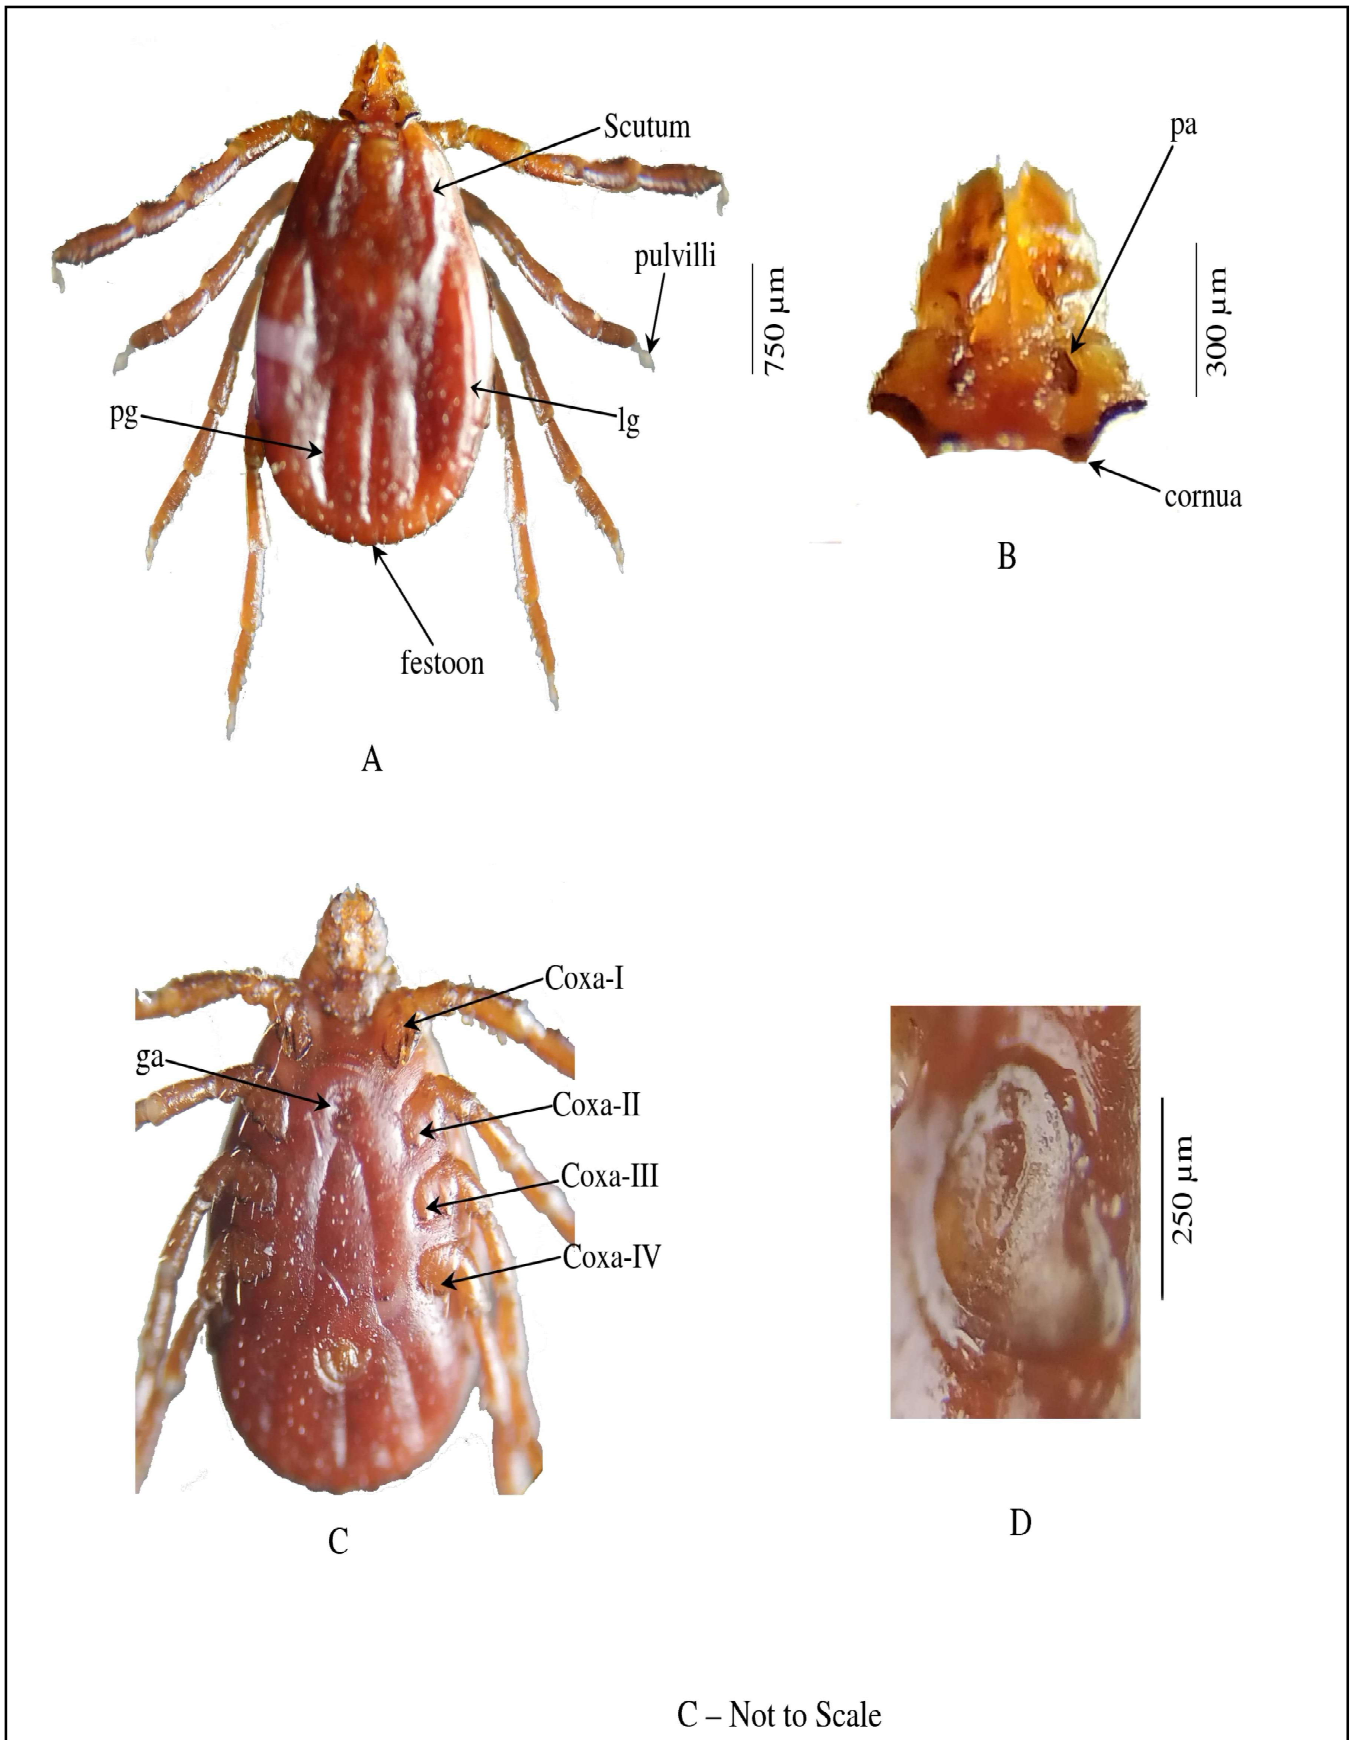 Scutum
pa
pulvilli
750 µm
300 µm
pg
lg
cornua
festoon
B
A
Coxa-I
ga
Coxa-II
Coxa-III
250 µm
Coxa-IV
D
C
C – Not to Scale